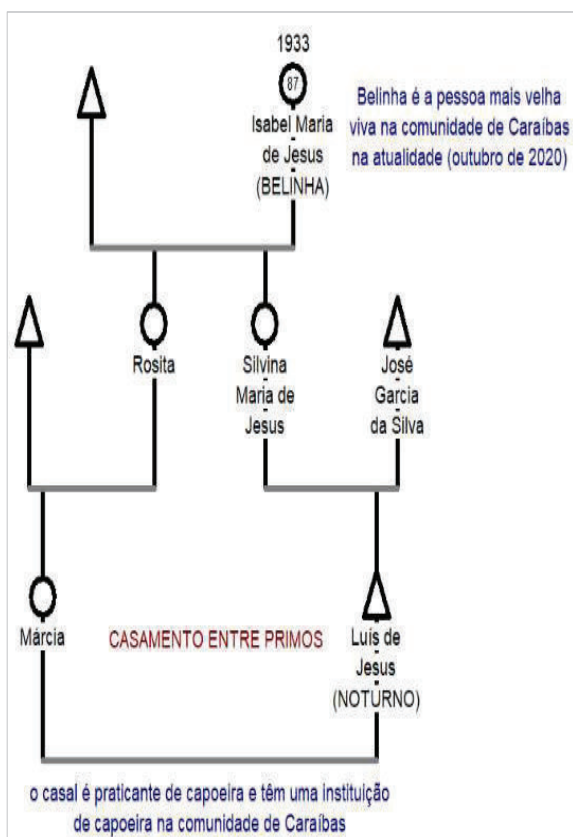 1933
87
Isabel Maria
de Jesus
(BELINHA)
Belinha é a pessoa mais velha
viva na comunidade de Caraíbas
na atualidade (outubro de 2020)
Rosita
Silvina
Maria de
Jesus
José
Garcia
da Silva
Márcia
CASAMENTO ENTRE PRIMOS
Luís de
Jesus
(NOTURNO)
o casal é praticante de capoeira e têm uma instituição
de capoeira na comunidade de Caraíbas